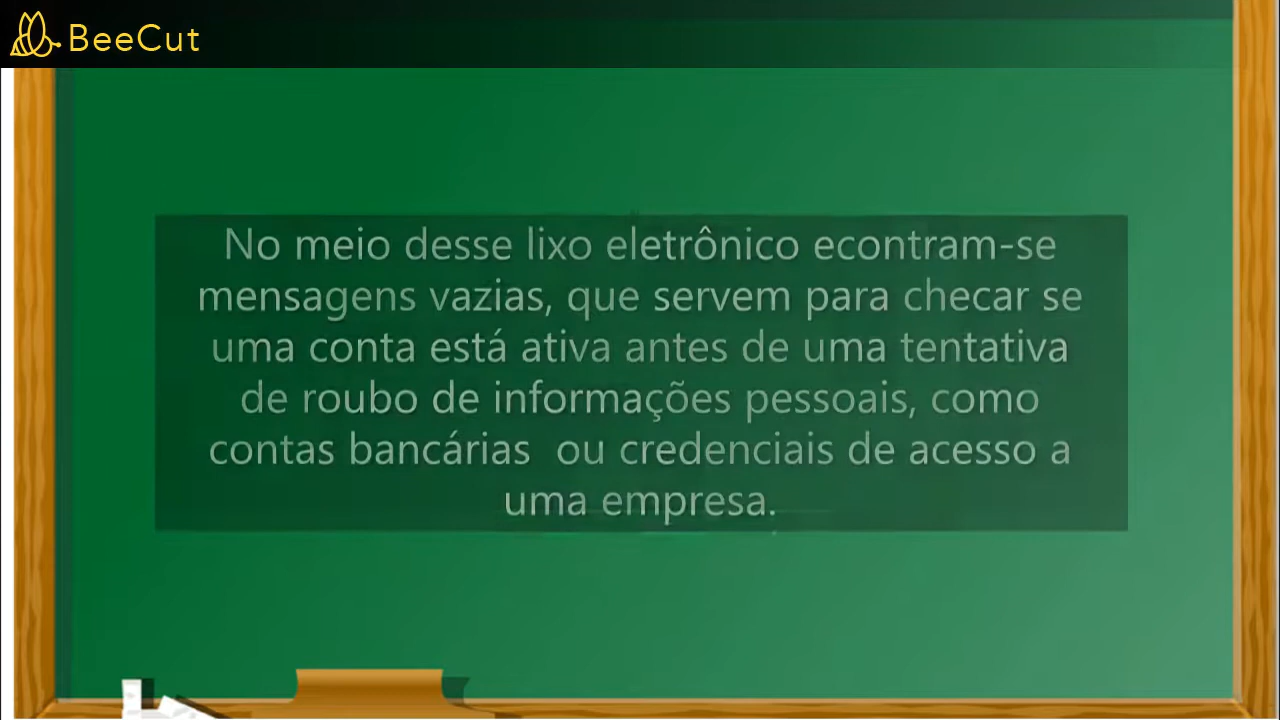 BeeCut
No meio desse lixo eletrônico econtram-se
mensagens vazias, que servem para checar se
uma conta está ativa antes de uma tentativa
de roubo de informações pessoais, como
contas bancárias  ou credenciais de acesso a
uma empresa.